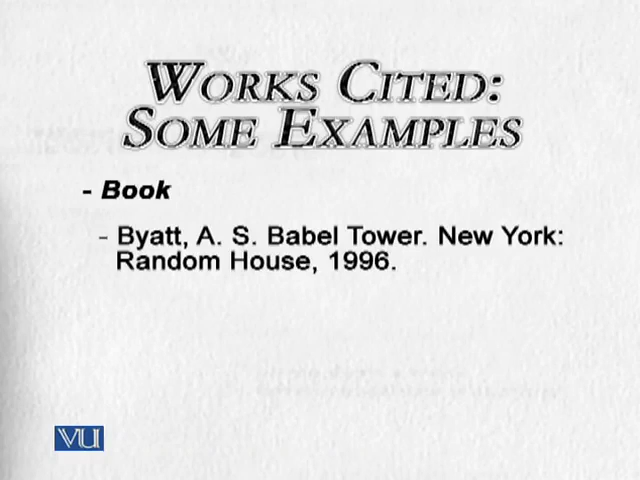 WORKS CITED:
SOME EXAMPLES
- Book
- Byatt, A. S. Babel Tower. New York:
Random House, 1996.
VU